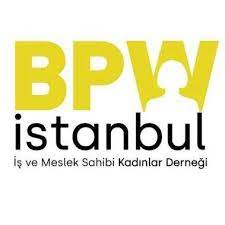 BPW
istanbul
İş ve Meslek Sahibi Kadınlar Derneği